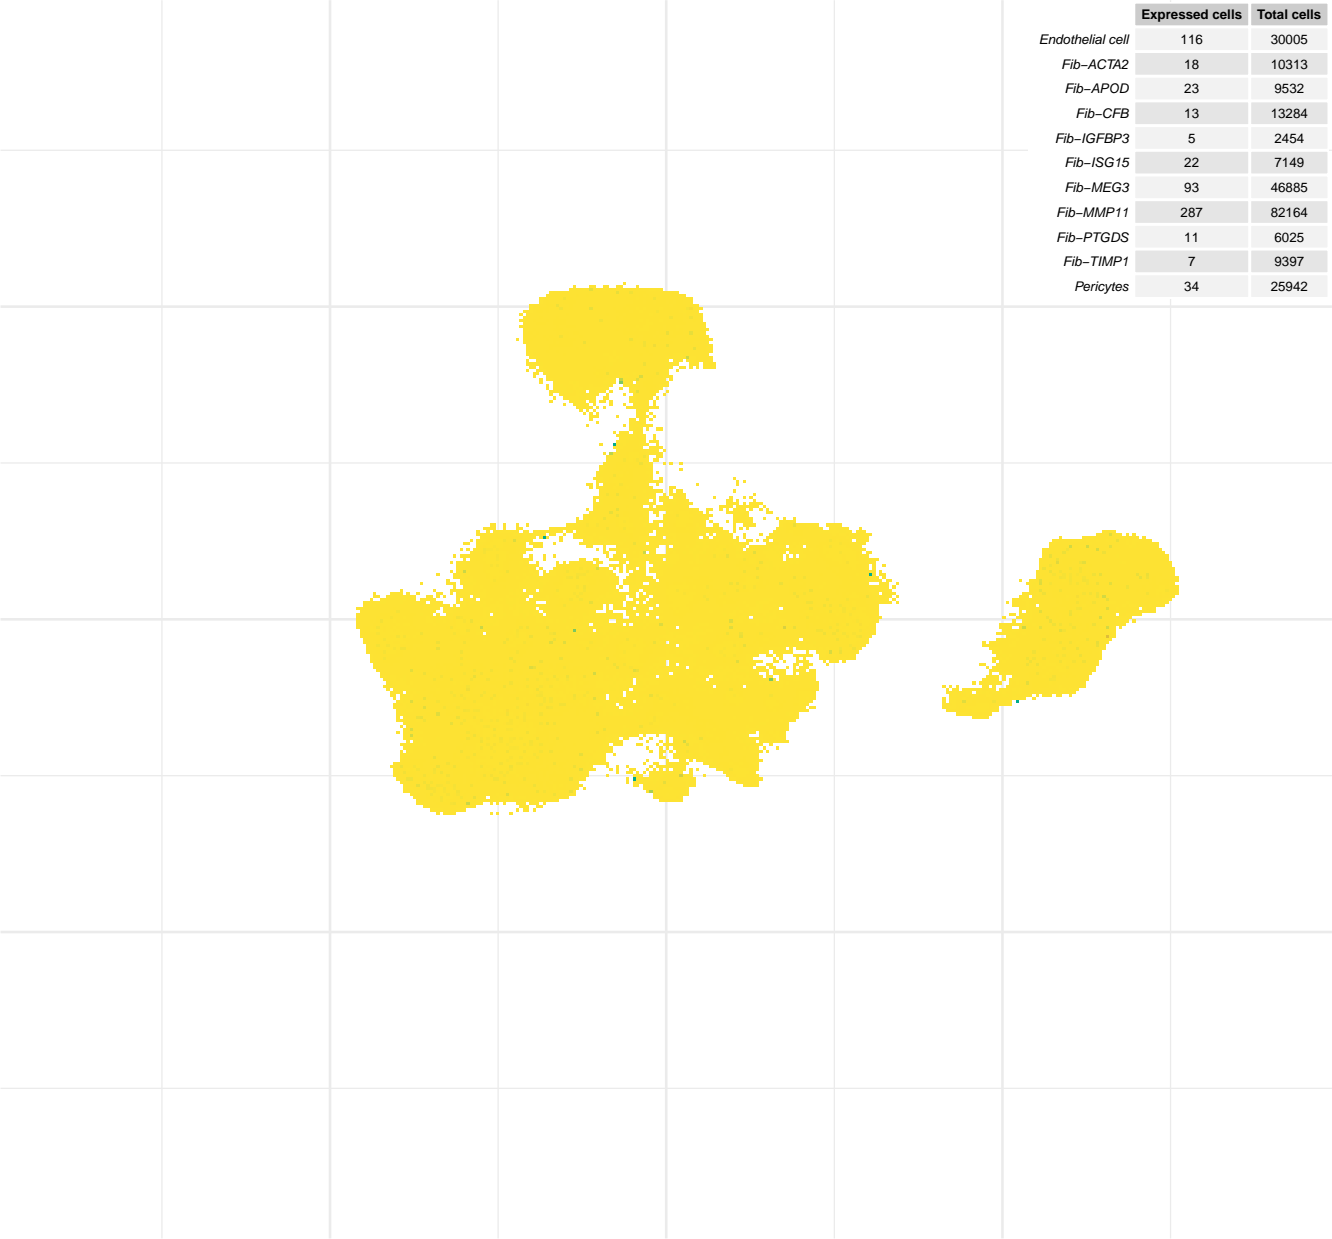 Expressed cells Total cells
Endothelial cell 116 30005
Fib−ACTA2 18 10313
Fib−APOD 23 9532
Fib−CFB 13 13284
Fib−IGFBP3 5 2454
Fib−ISG15 22 7149
Fib−MEG3 93 46885
Fib−MMP11 287 82164
Fib−PTGDS 11 6025
Fib−TIMP1 7 9397
Pericytes 34 25942